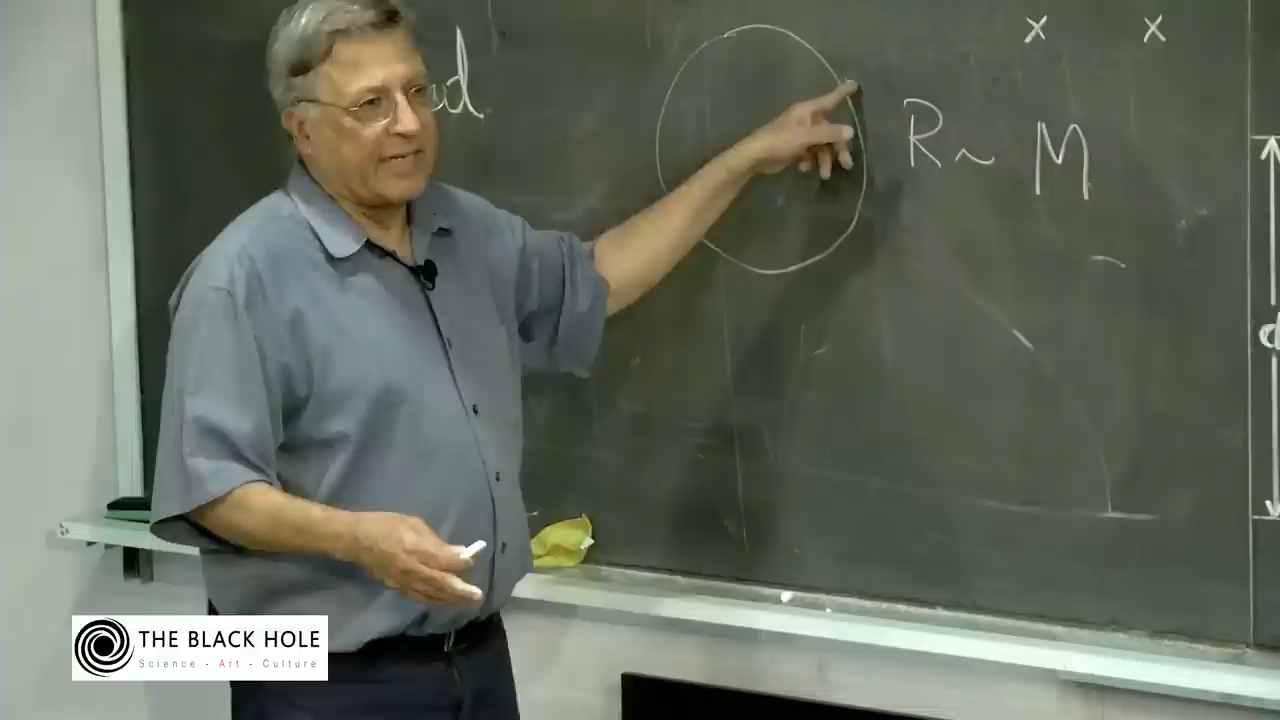 x x
d
R ~ M
d
THE BLACK HOLE
Science - Art - Culture